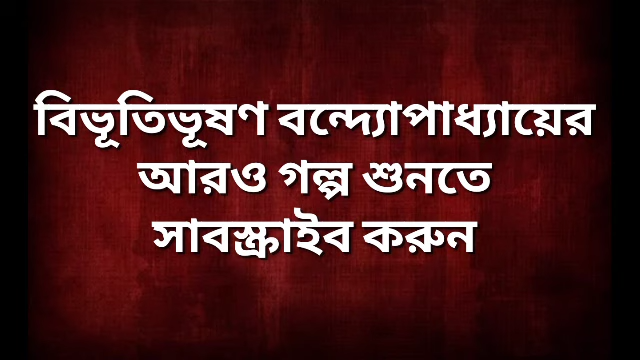 বিভূতিভূষণ বন্দ্যোপাধ্যায়ের
আরও গল্প শুনতে
সাবস্ক্রাইব করুন